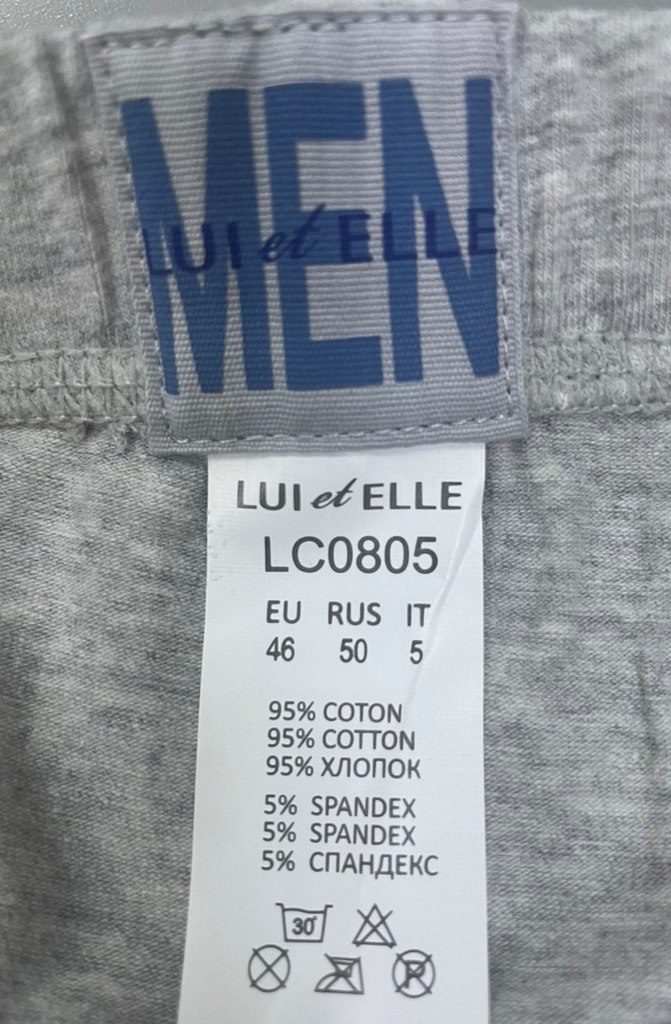 MEN
LUI et ELLE
LUI et ELLE
LC0805
EU RUS IT
46 50 5
95% COTON
95% COTTON
95% ХЛОПОК
5% SPANDEX
5% SPANDEX
5% СПАНДЕКС
30°
P